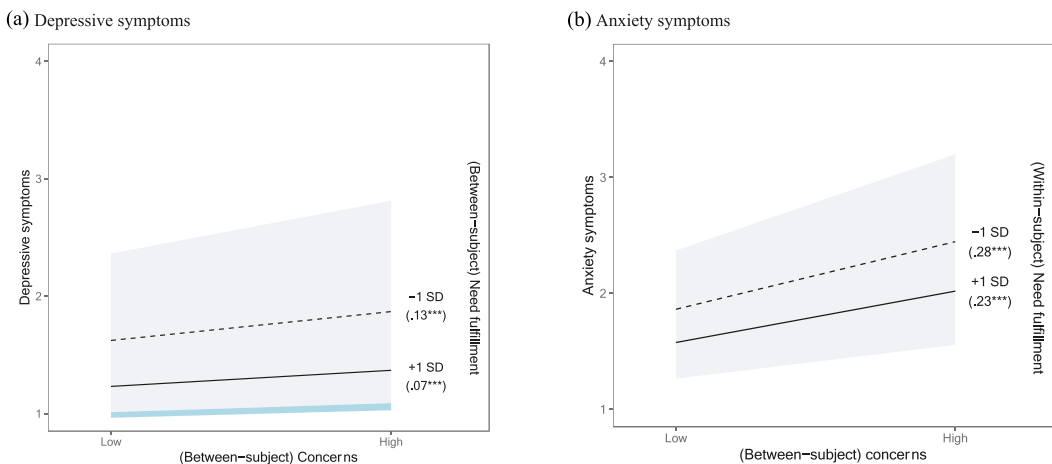 (a) Depressive symptoms
4
3
2
1
Depressive symptoms
Low
High
(Between-subject) Concerns
−1 SD
(.13***)
+1 SD
(.07***)
(Between−subject) Need fulfillment
(b) Anxiety symptoms
4
3
2
1
Anxiety symptoms
Low
High
(Between−subject) concerns
−1 SD
(.28***)
+1 SD
(.23***)
(Within−subject) Need fulfillment